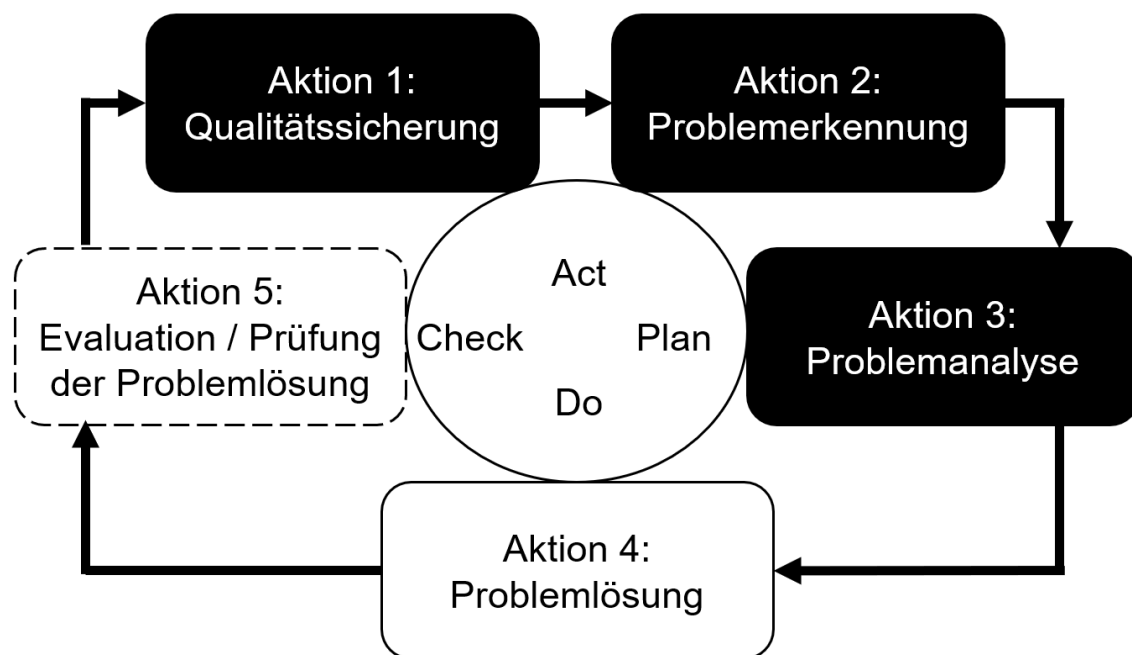 Aktion 1:
Qualitätssicherung
Aktion 2:
Problemerkennung
Aktion 3:
Problemanalyse
Aktion 4:
Problemlösung
Aktion 5:
Evaluation / Prüfung
der Problemlösung
Act
Plan
Do
Check